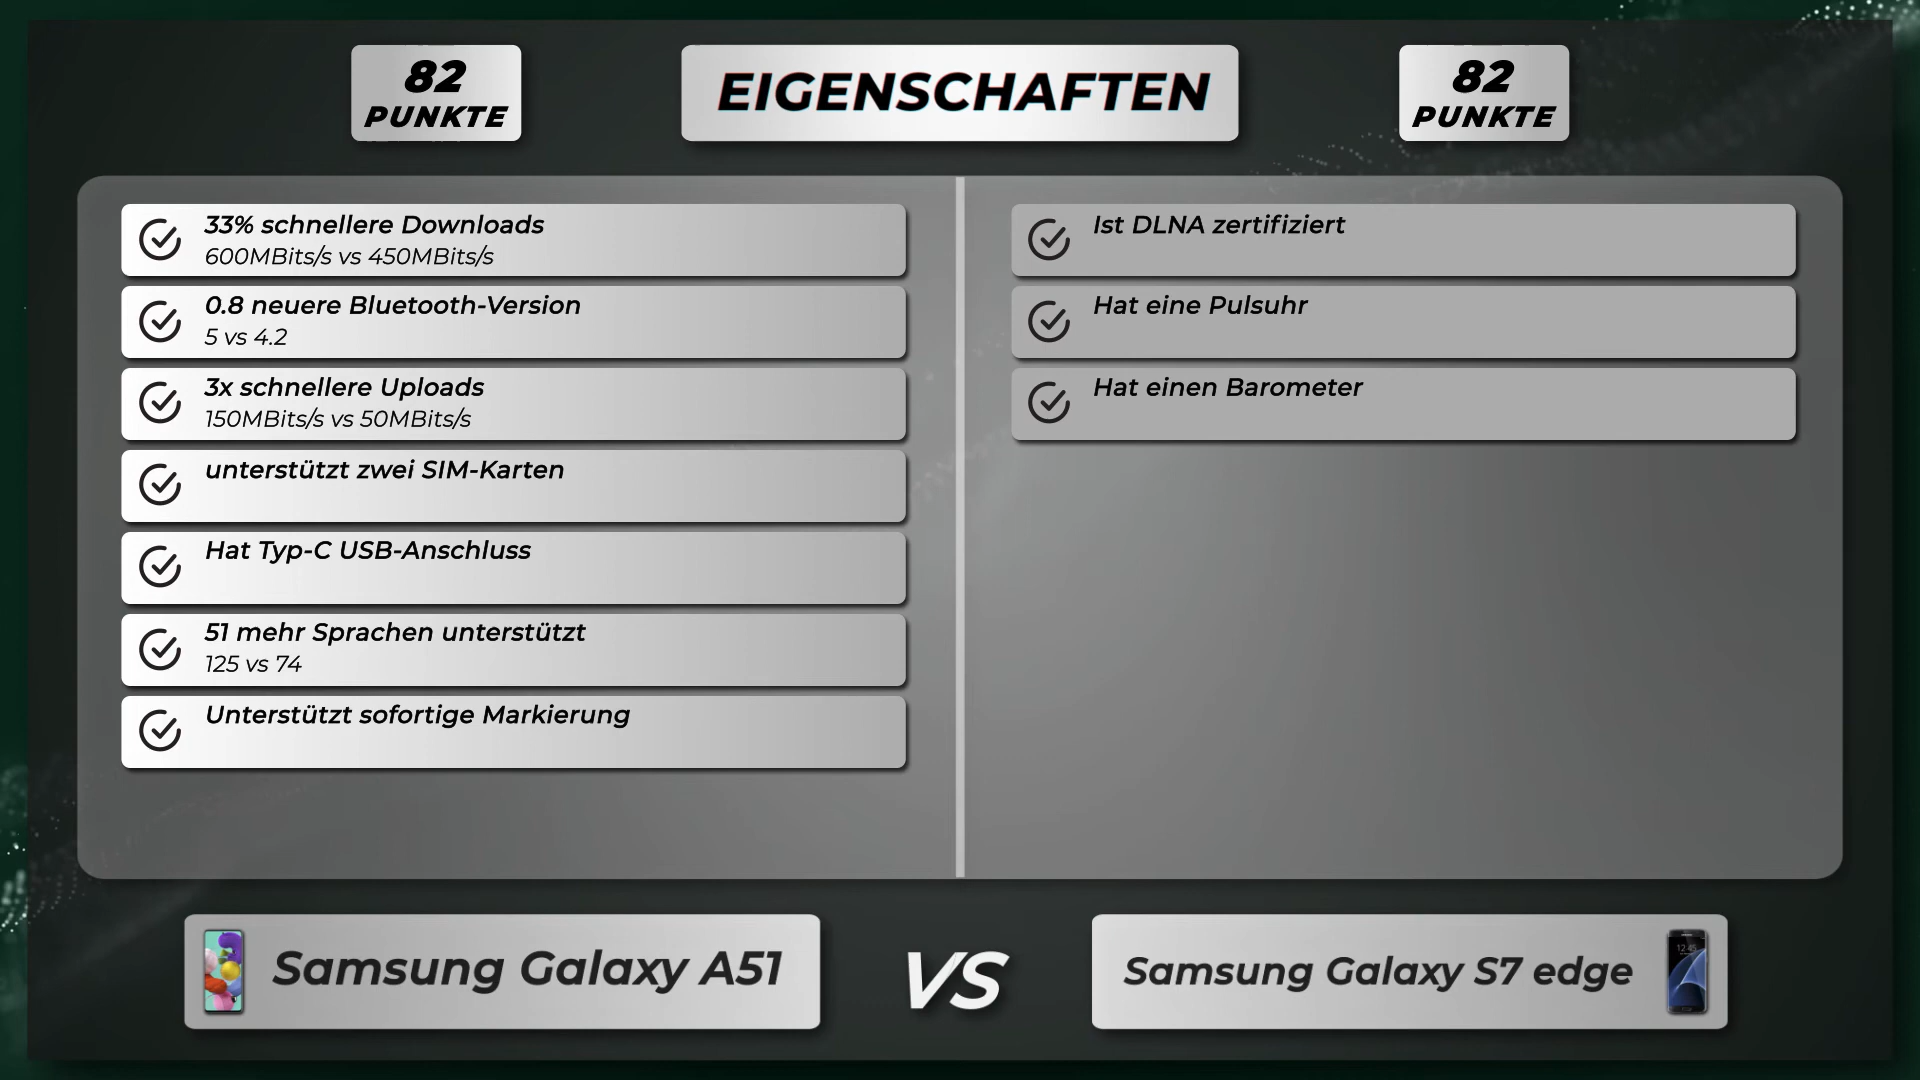 82
PUNKTE
EIGENSCHAFTEN
82
PUNKTE
33% schnellere Downloads
600MBits/s vs 450MBits/s
0.8 neuere Bluetooth-Version
5 vs 4.2
3x schnellere Uploads
150MBits/s vs 50MBits/s
unterstützt zwei SIM-Karten
Hat Typ-C USB-Anschluss
51 mehr Sprachen unterstützt
125 vs 74
Unterstützt sofortige Markierung
Ist DLNA zertifiziert
Hat eine Pulsuhr
Hat einen Barometer
Samsung Galaxy A51
VS
Samsung Galaxy S7 edge
12:45